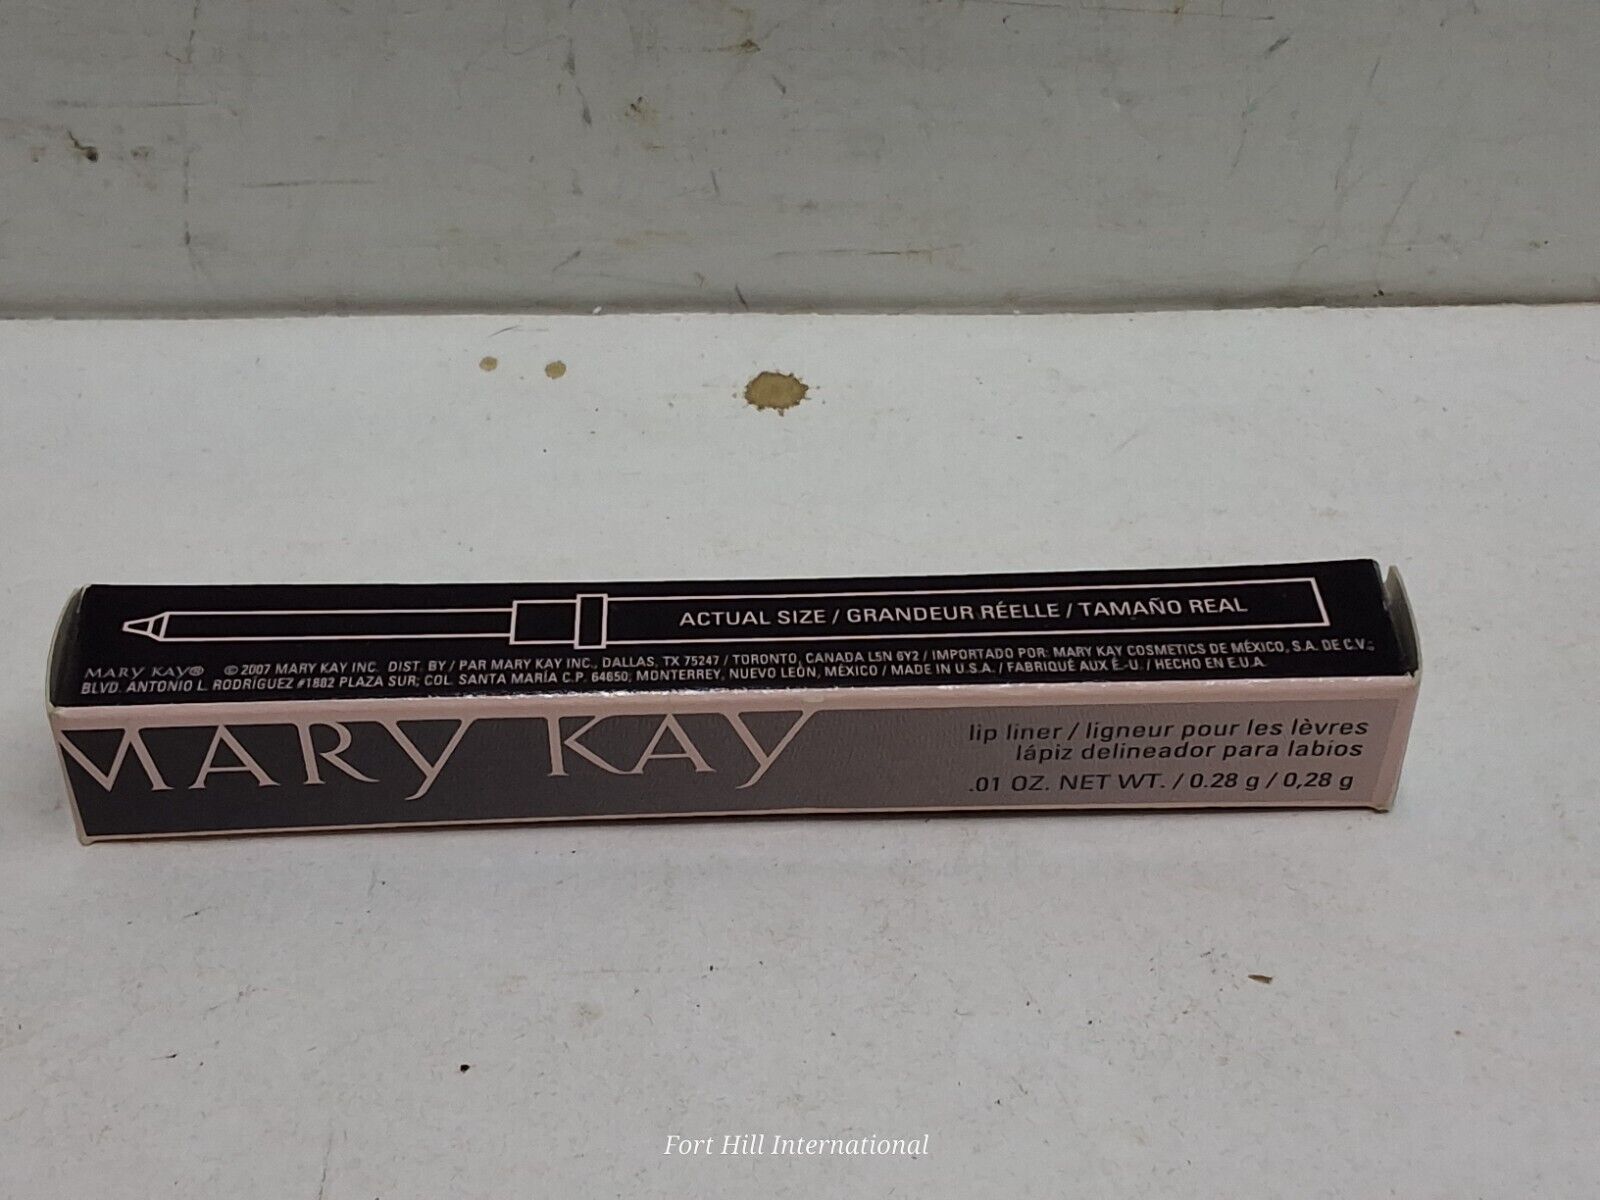 ACTUAL SIZE / GRANDEUR RÉELLE / TAMAÑO REAL
MARY KAY® © 2007 MARY KAY INC. DIST. BY / PAR MARY KAY INC., DALLAS, TX 75247 / TORONTO, CANADA L5N 6Y2 / IMPORTADO POR: MARY KAY COSMETICS DE MÉXICO, S.A. DE C.V.;
BLVD. ANTONIO L. RODRÍGUEZ #1882 PLAZA SUR; COL. SANTA MARÍA C.P. 64650; MONTERREY, NUEVO LEÓN, MÉXICO / MADE IN U.S.A. / FABRIQUÉ AUX É.-U. / HECHO EN E.U.A.
MARY KAY
lip liner / ligneur pour les lèvres
lápiz delineador para labios
.01 OZ. NET WT. / 0.28 g / 0,28 g
Fort Hill International